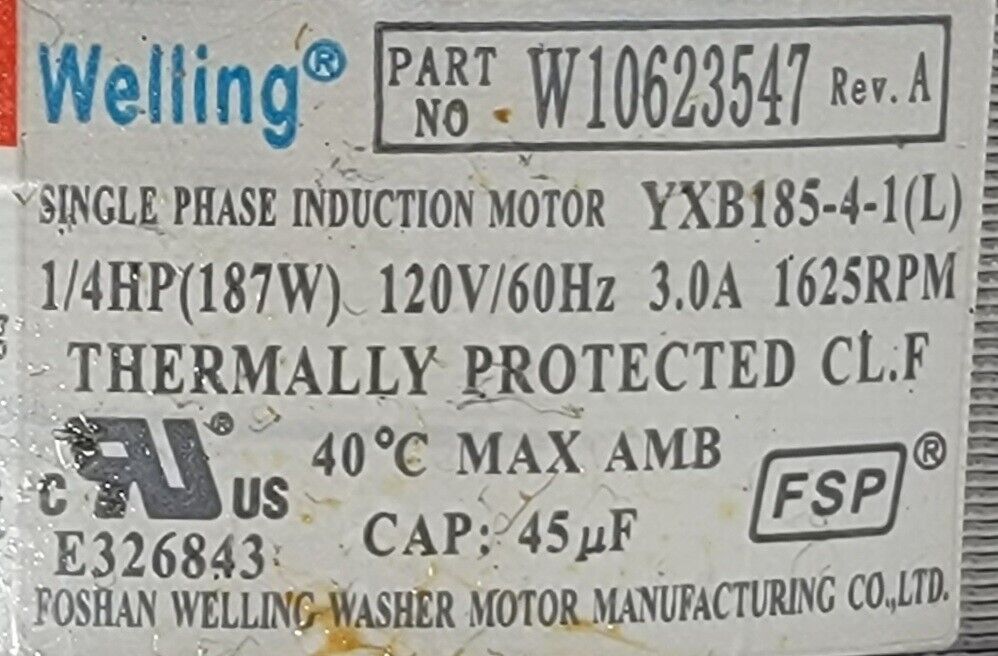 Welling® PART NO W10623547 Rev. A
SINGLE PHASE INDUCTION MOTOR YXB185-4-1(L)
1/4HP(187W) 120V/60Hz 3.0A 1625RPM
THERMALLY PROTECTED CL.F
c RU® US 40°C MAX AMB FSP®
E326843 CAP: 45µF
FOSHAN WELLING WASHER MOTOR MANUFACTURING CO.,LTD.